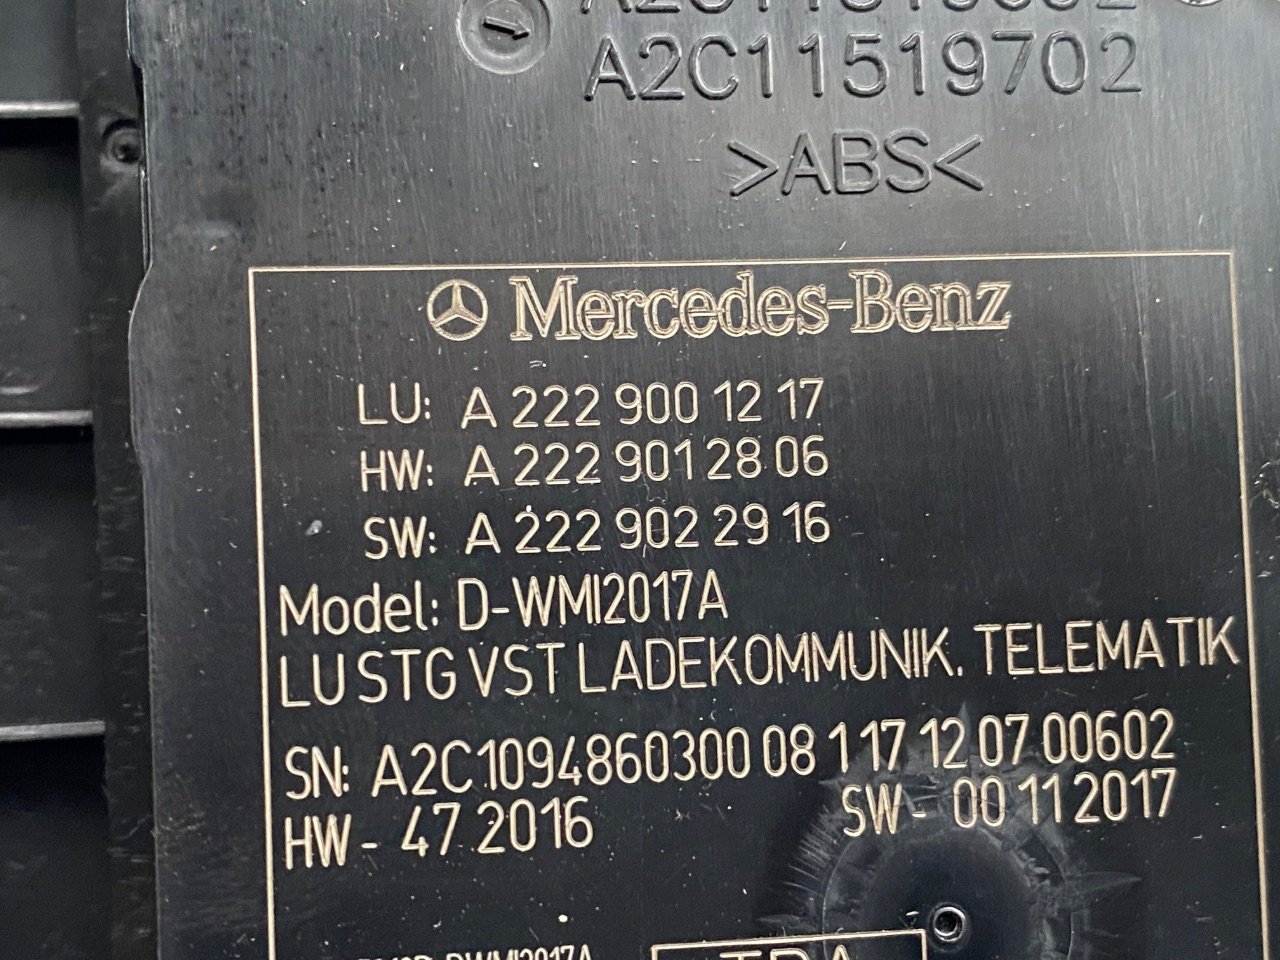 A2C11519702
>ABS<
Mercedes-Benz
LU: A 222 900 12 17
HW: A 222 901 28 06
SW: A 222 902 29 16
Model: D-WMI2017A
LU STG VST LADEKOMMUNIK. TELEMATIK
SN: A2C1094860300 08 1 17 12 07 00602
HW- 47 2016 SW- 00 11 2017
DWMI2017A
TRA